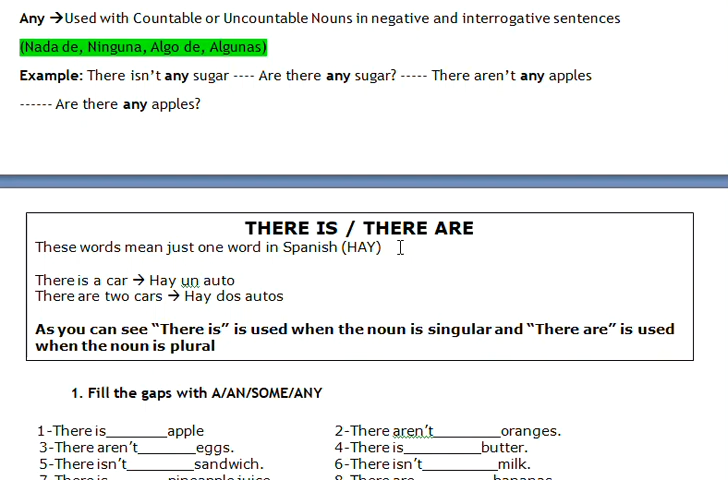 Any →Used with Countable or Uncountable Nouns in negative and interrogative sentences
(Nada de, Ninguna, Algo de, Algunas)
Example: There isn't any sugar ---- Are there any sugar? ----- There aren't any apples
------ Are there any apples?
THERE IS / THERE ARE
These words mean just one word in Spanish (HAY)
There is a car → Hay un auto
There are two cars → Hay dos autos
As you can see "There is" is used when the noun is singular and "There are" is used
when the noun is plural
1. Fill the gaps with A/AN/SOME/ANY
1-There is________apple 2-There aren't_________oranges.
3-There aren't________eggs. 4-There is__________butter.
5-There isn't_________sandwich. 6-There isn't__________milk.